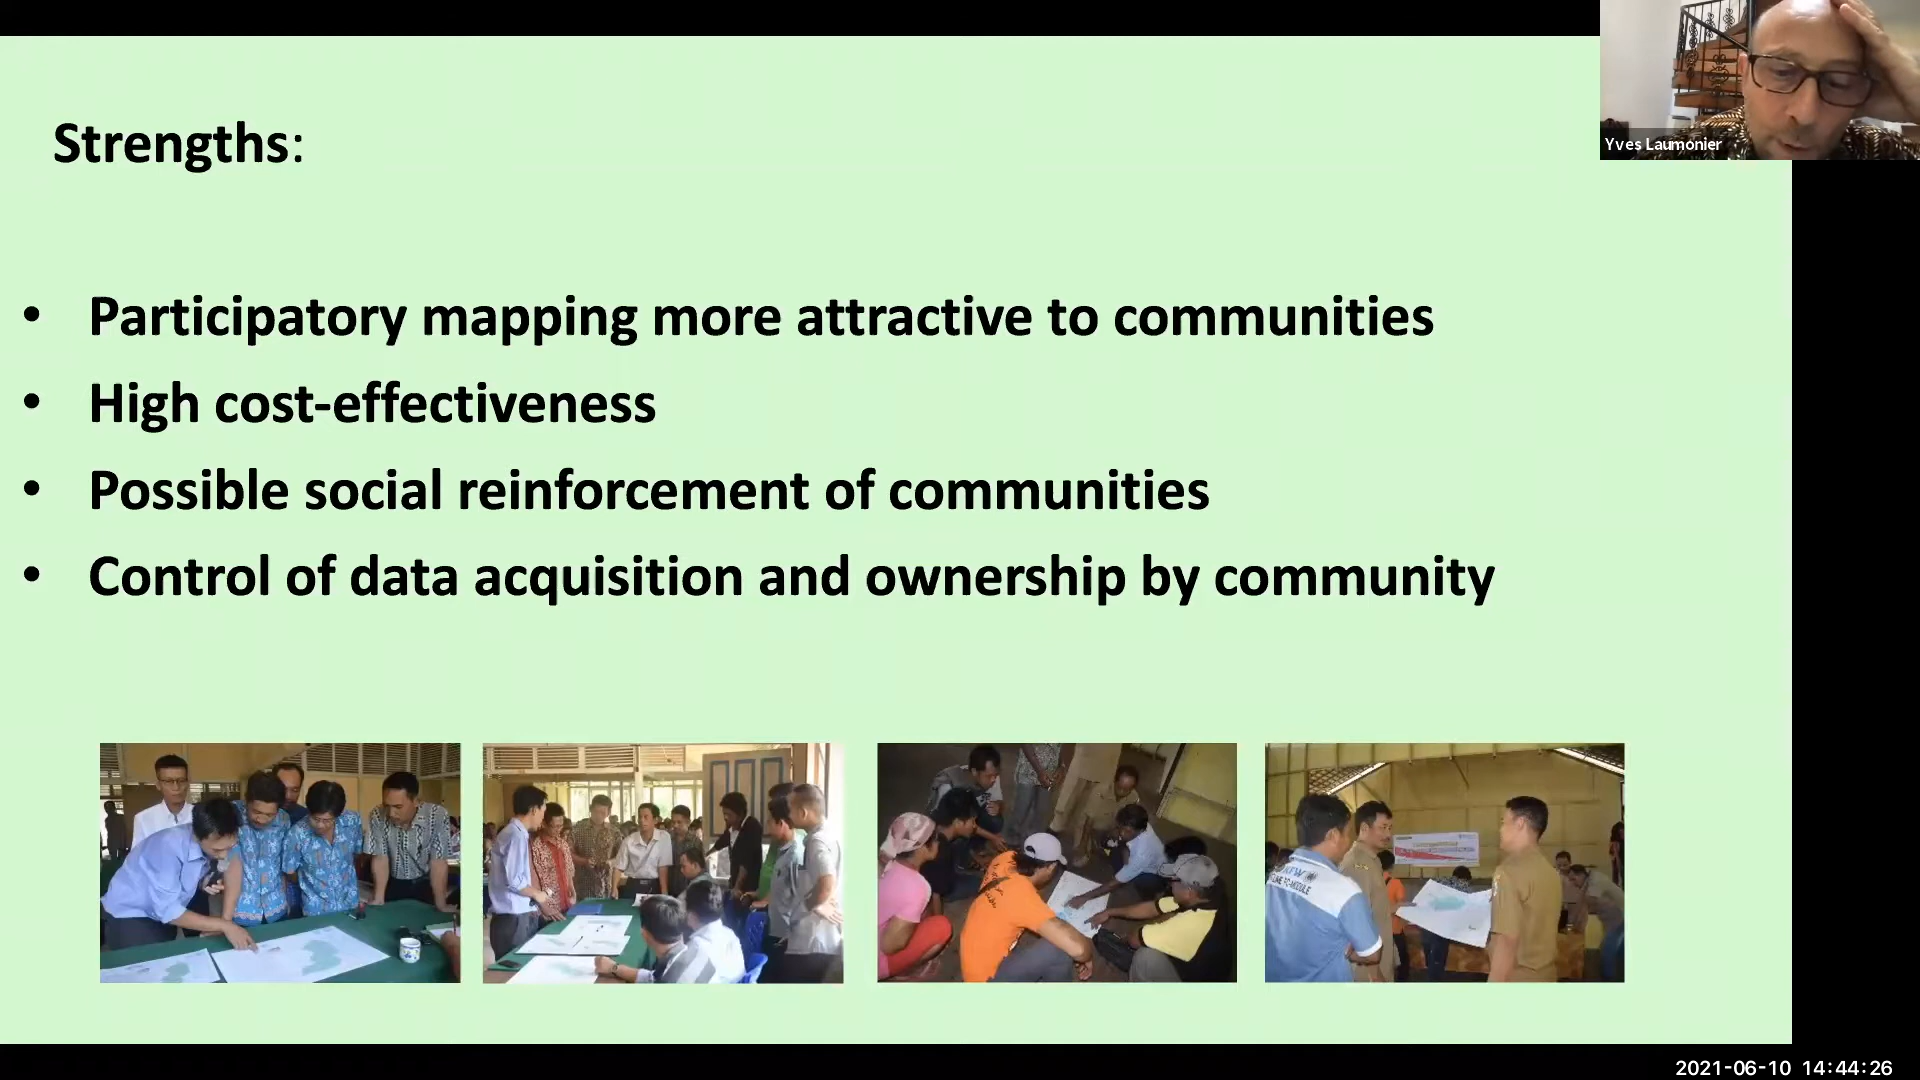 Yves Laumonier
Strengths:
• Participatory mapping more attractive to communities
• High cost-effectiveness
• Possible social reinforcement of communities
• Control of data acquisition and ownership by community
2021-06-10 14:44:26